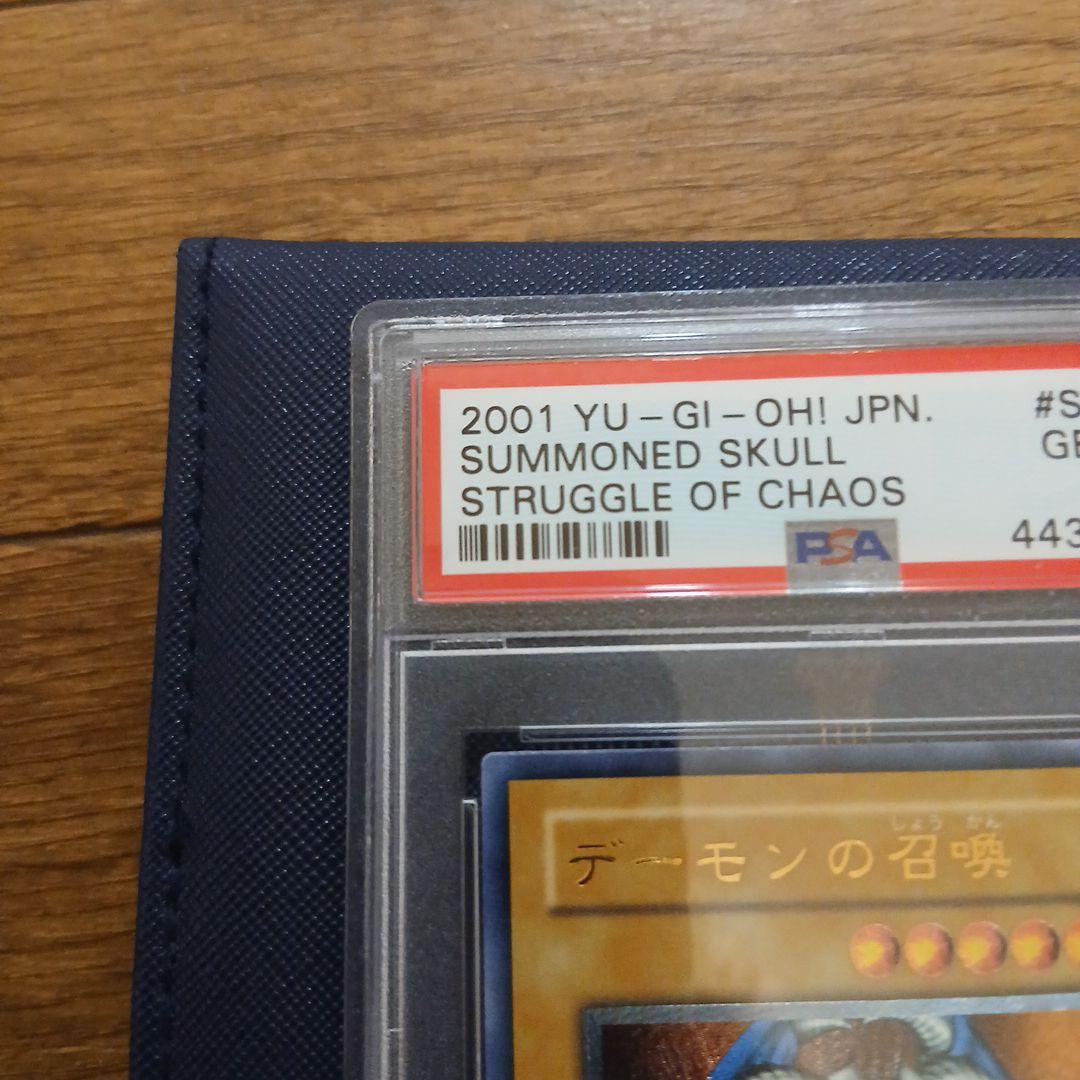 2001 YU-GI-OH! JPN. #S
SUMMONED SKULL GE
STRUGGLE OF CHAOS
PSA 443
しょう かん
デーモンの召喚